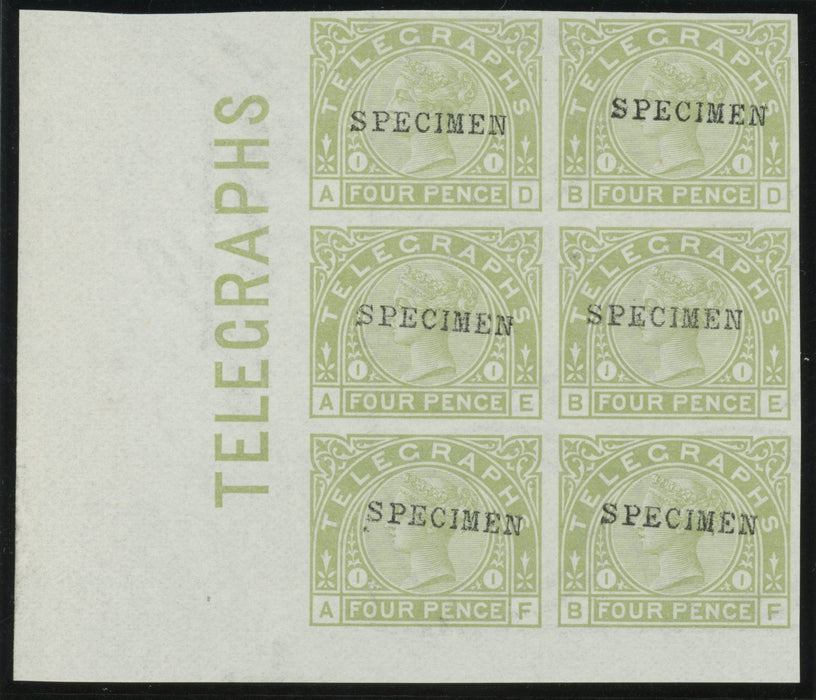 TELEGRAPHS
TELEGRAPHS
SPECIMEN
1 1
A FOUR PENCE D
TELEGRAPHS
SPECIMEN
1 1
B FOUR PENCE D
TELEGRAPHS
SPECIMEN
1 1
A FOUR PENCE E
TELEGRAPHS
SPECIMEN
1 1
B FOUR PENCE E
TELEGRAPHS
SPECIMEN
1 1
A FOUR PENCE F
TELEGRAPHS
SPECIMEN
1 1
B FOUR PENCE F